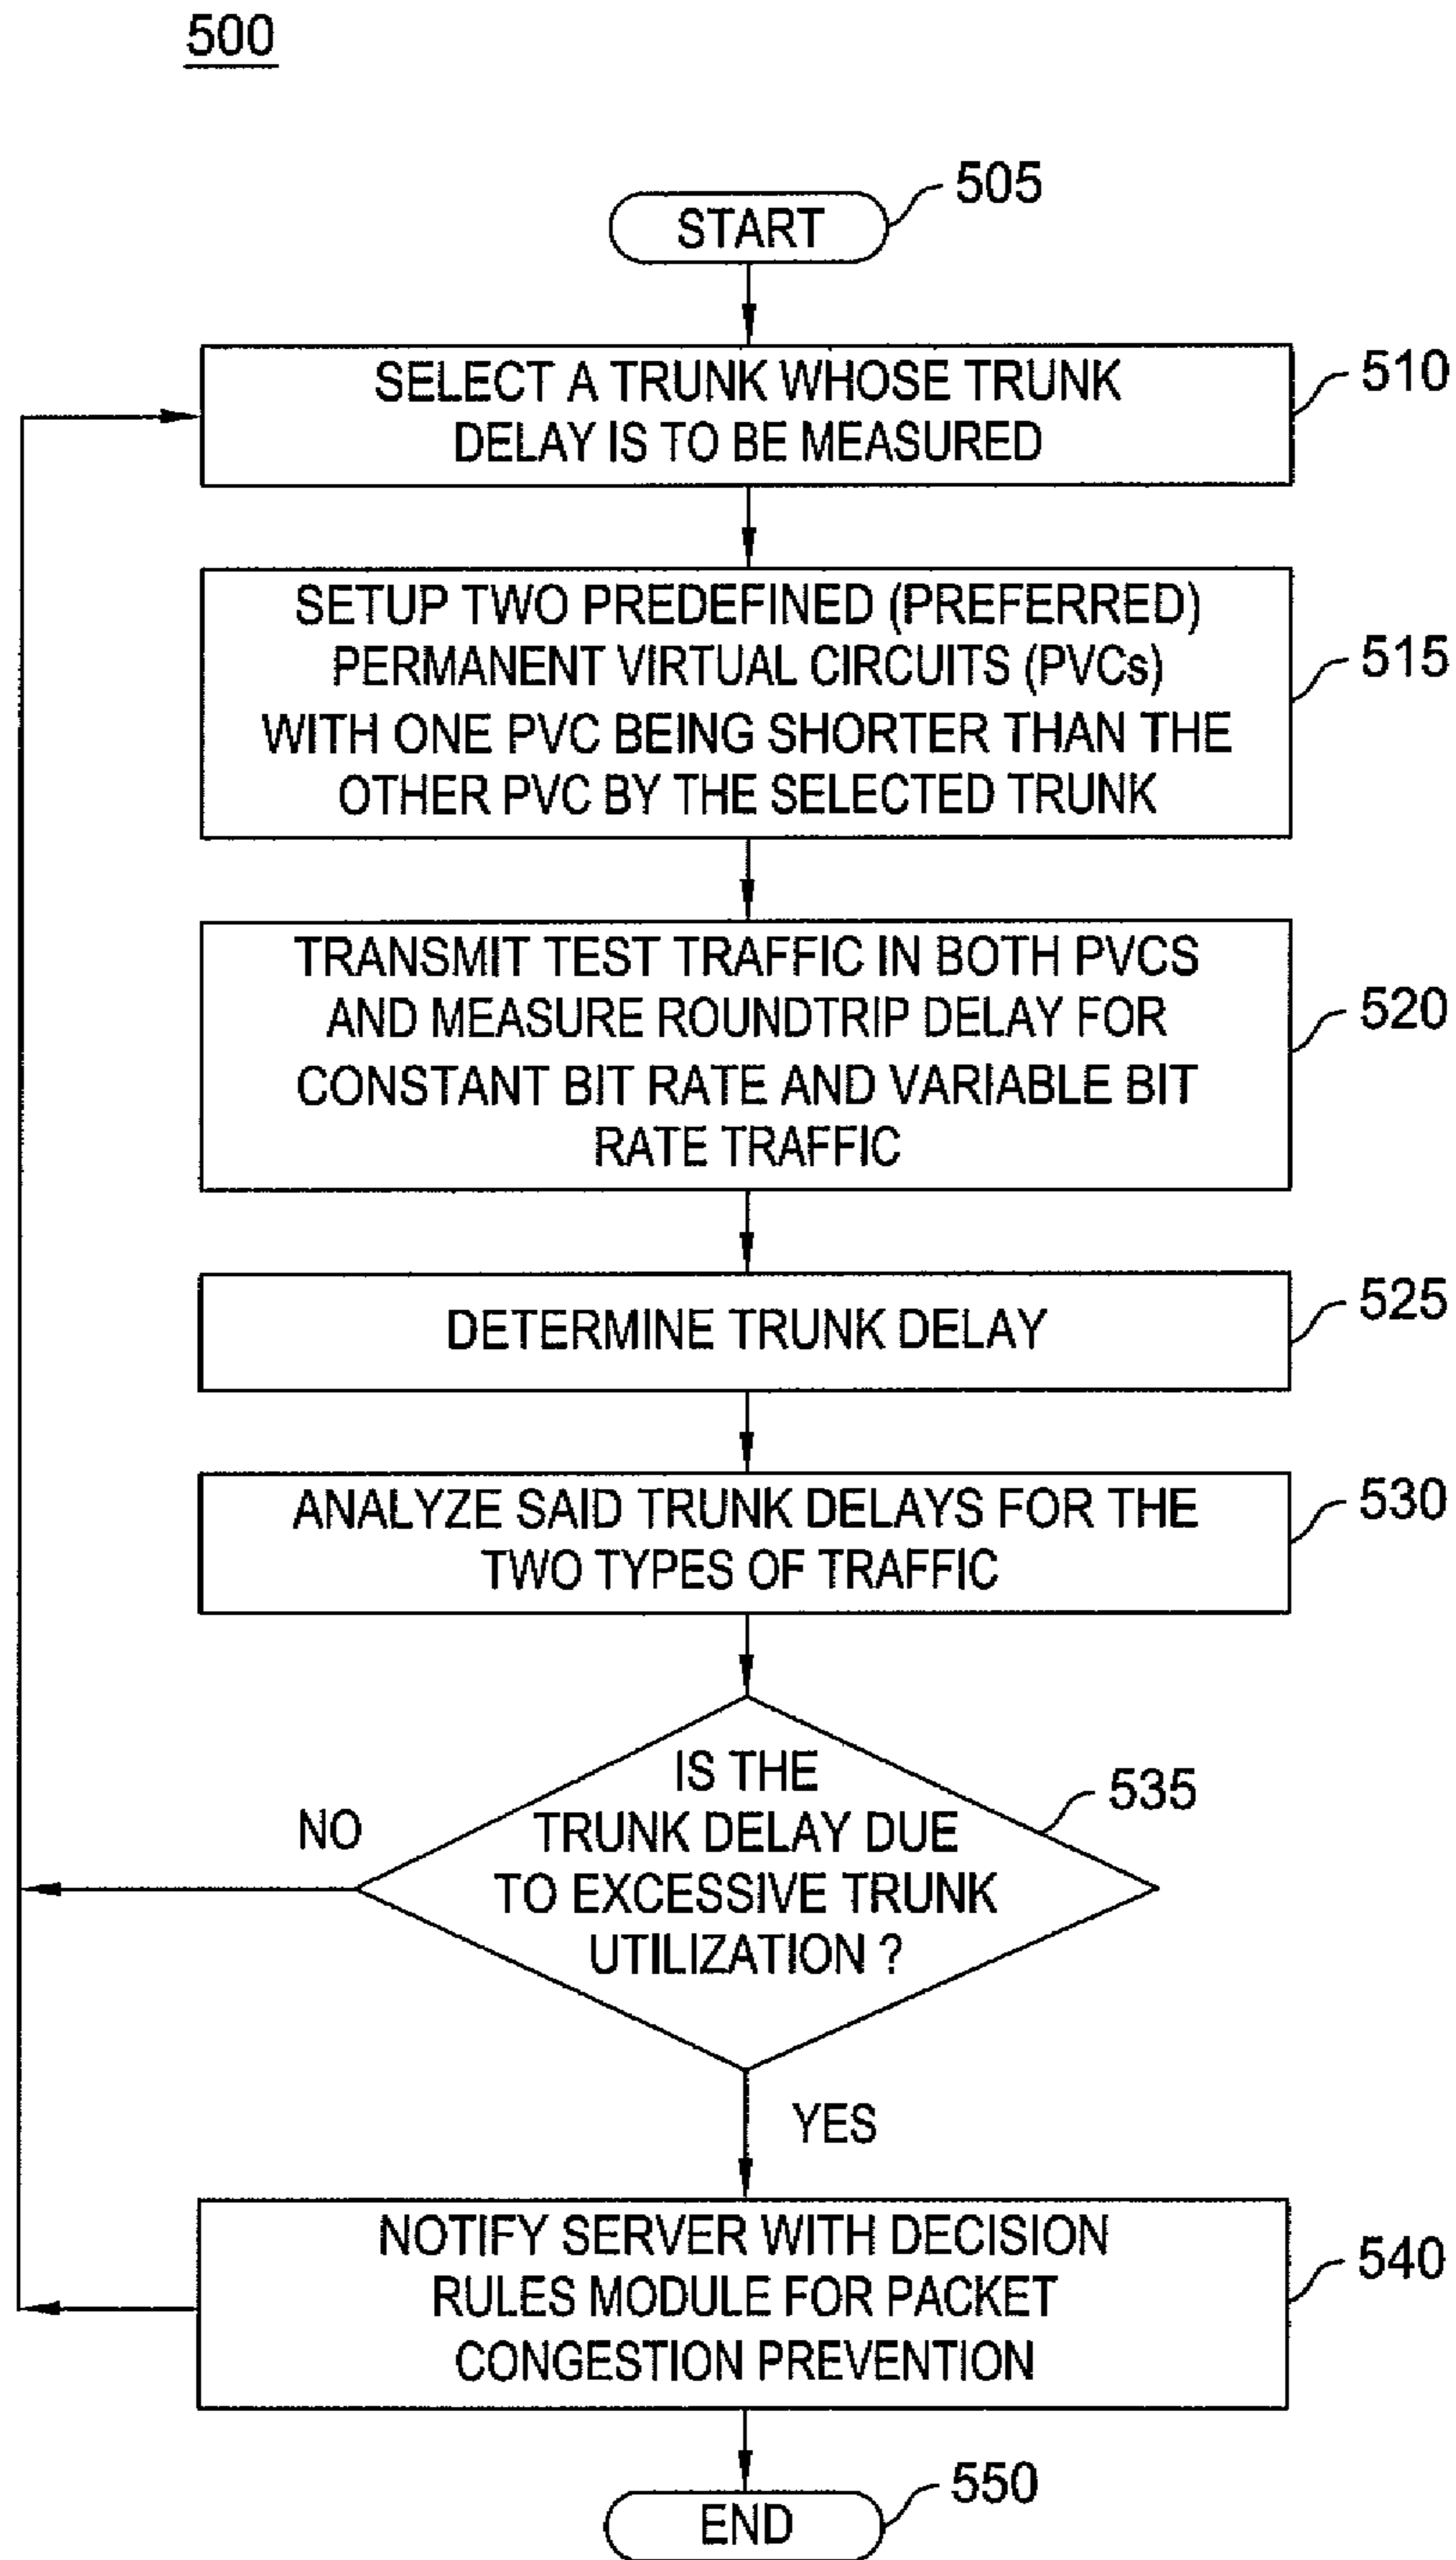 500
START
505
SELECT A TRUNK WHOSE TRUNK
DELAY IS TO BE MEASURED
510
SETUP TWO PREDEFINED (PREFERRED)
PERMANENT VIRTUAL CIRCUITS (PVCs)
WITH ONE PVC BEING SHORTER THAN THE
OTHER PVC BY THE SELECTED TRUNK
515
TRANSMIT TEST TRAFFIC IN BOTH PVCS
AND MEASURE ROUNDTRIP DELAY FOR
CONSTANT BIT RATE AND VARIABLE BIT
RATE TRAFFIC
520
DETERMINE TRUNK DELAY
525
ANALYZE SAID TRUNK DELAYS FOR THE
TWO TYPES OF TRAFFIC
530
IS THE
TRUNK DELAY DUE
TO EXCESSIVE TRUNK
UTILIZATION ?
535
NO
YES
NOTIFY SERVER WITH DECISION
RULES MODULE FOR PACKET
CONGESTION PREVENTION
540
END
550